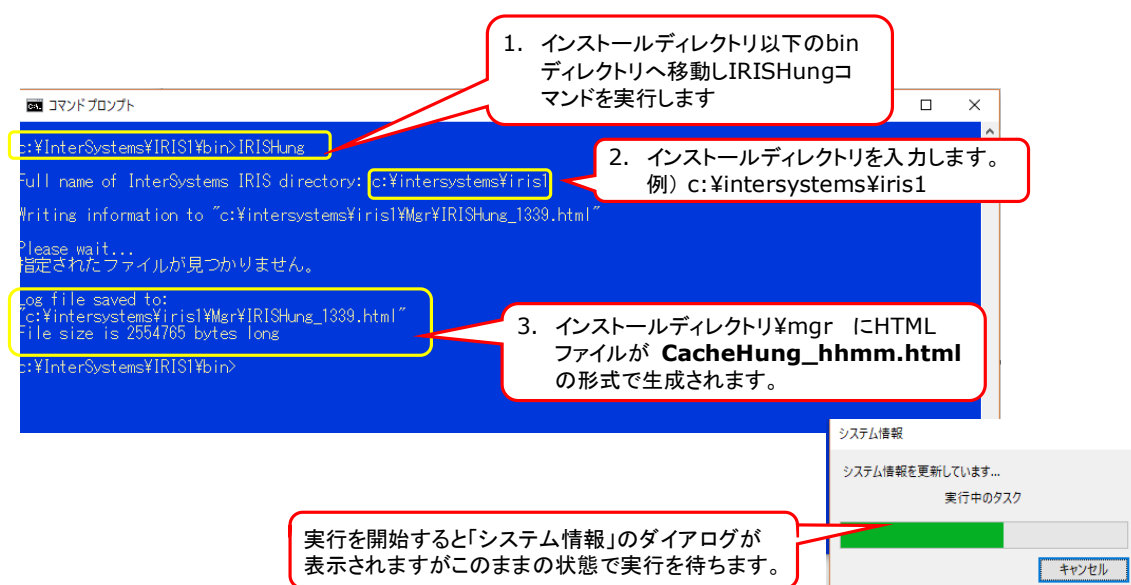 1. インストールディレクトリ以下のbin
ディレクトリへ移動しIRISHungコ
マンドを実行します
コマンドプロンプト
c:¥InterSystems¥IRIS1¥bin>IRISHung
2. インストールディレクトリを入力します。
例） c:¥intersystems¥iris1
Full name of InterSystems IRIS directory: c:¥intersystems¥iris1
Writing information to "c:¥intersystems¥iris1¥Mgr¥IRISHung_1339.html"
Please wait...
指定されたファイルが見つかりません。
Log file saved to:
"c:¥intersystems¥iris1¥Mgr¥IRISHung_1339.html"
File size is 2554765 bytes long
3. インストールディレクトリ¥mgr にHTML
ファイルが CacheHung_hhmm.html
の形式で生成されます。
c:¥InterSystems¥IRIS1¥bin>
システム情報
システム情報を更新しています...
実行中のタスク
実行を開始すると「システム情報」のダイアログが
表示されますがこのままの状態で実行を待ちます。
キャンセル